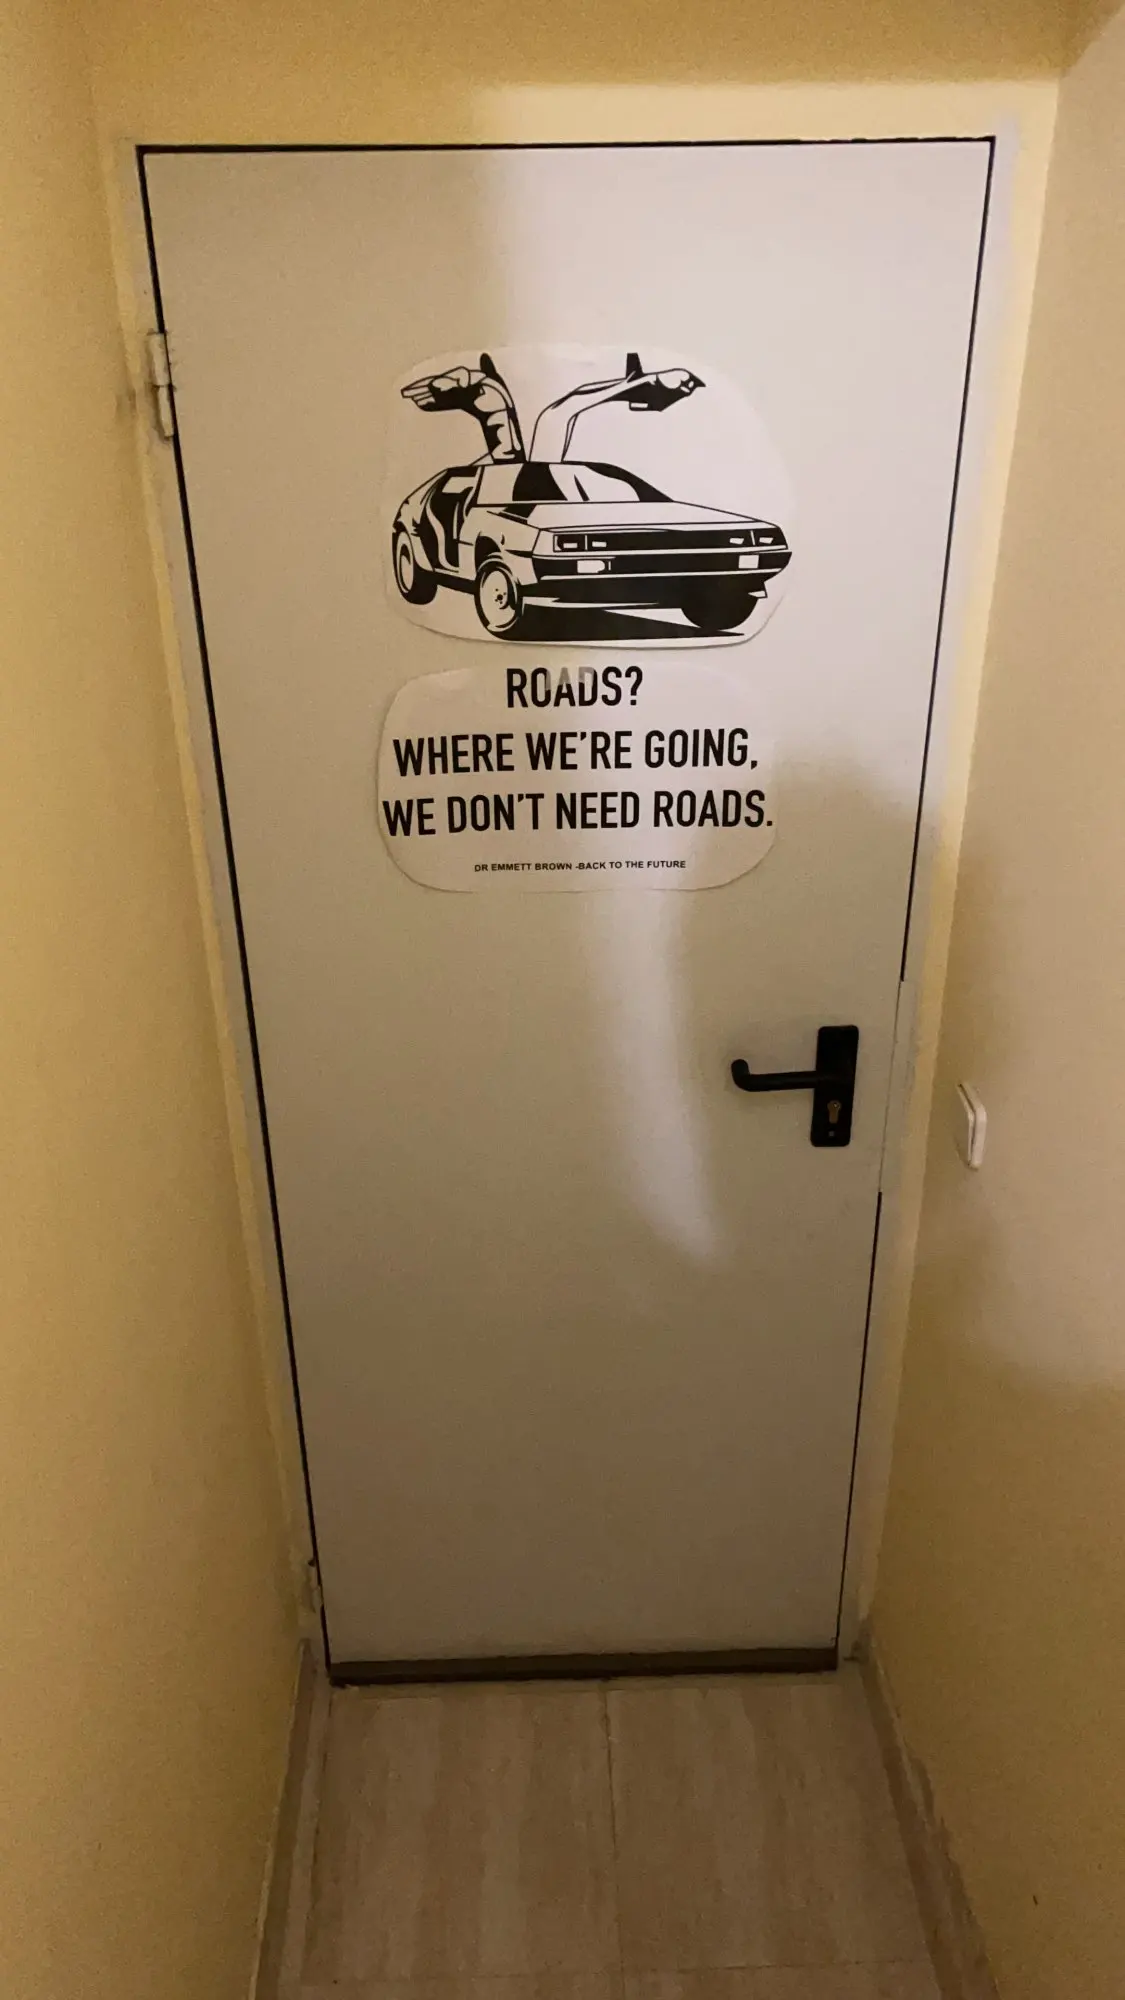 ROADS?
WHERE WE'RE GOING,
WE DON'T NEED ROADS.
DR EMMETT BROWN -BACK TO THE FUTURE